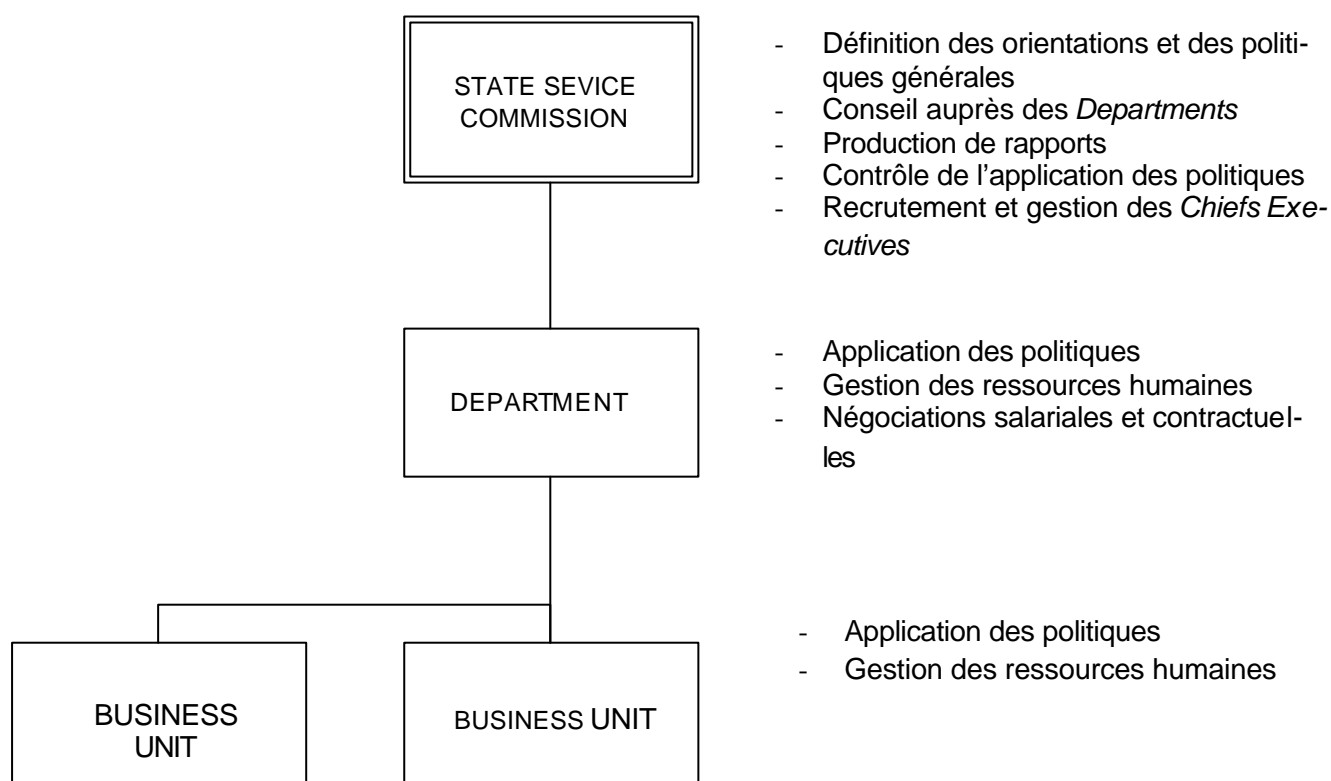 STATE SEVICE
COMMISSION
- Définition des orientations et des politi-
ques générales
- Conseil auprès des Departments
- Production de rapports
- Contrôle de l'application des politiques
- Recrutement et gestion des Chiefs Exe-
cutives
DEPARTMENT
- Application des politiques
- Gestion des ressources humaines
- Négociations salariales et contractuel-
les
BUSINESS
UNIT
BUSINESS UNIT
- Application des politiques
- Gestion des ressources humaines